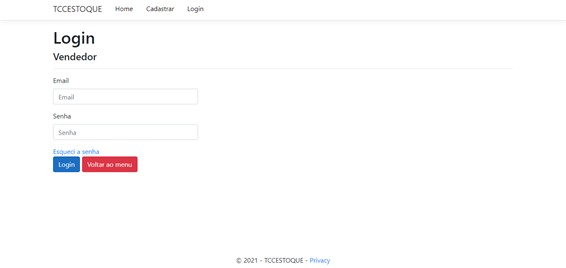 TCCESTOQUE Home Cadastrar Login
Login
Vendedor
Email
Email
Senha
Senha
Esqueci a senha
Login Voltar ao menu
© 2021 - TCCESTOQUE - Privacy